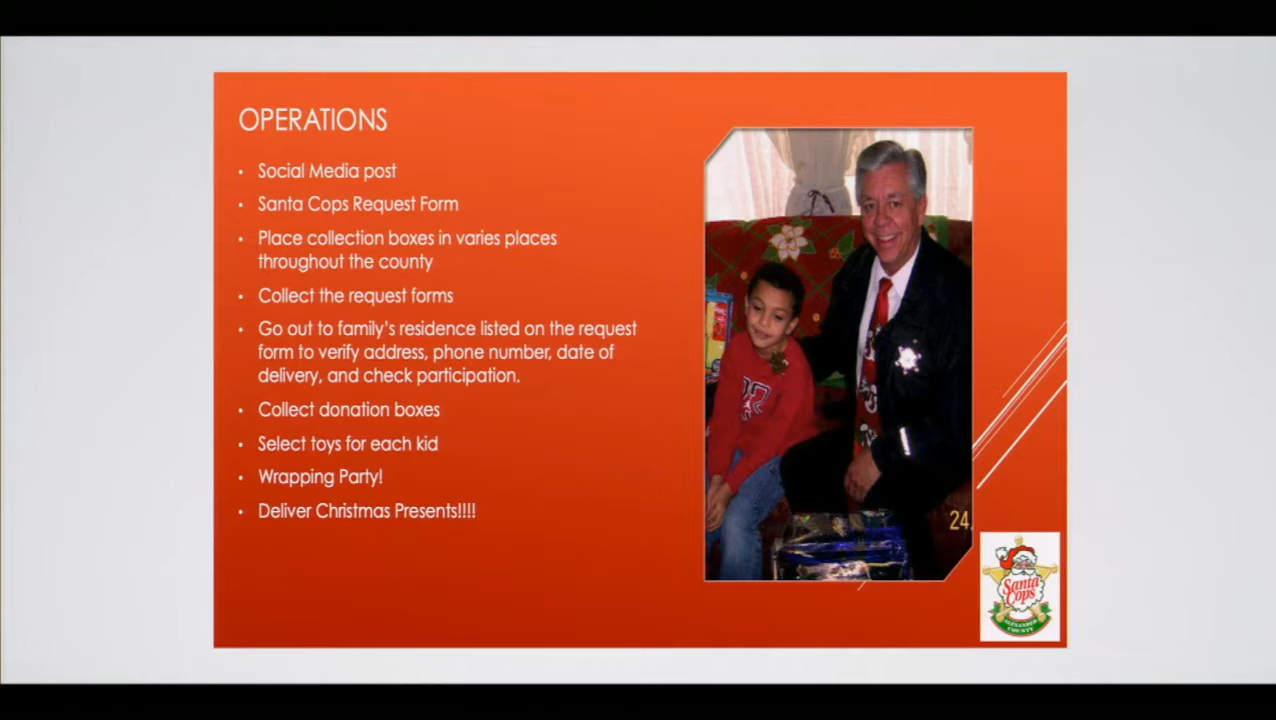 OPERATIONS
• Social Media post
• Santa Cops Request Form
• Place collection boxes in varies places
throughout the county
• Collect the request forms
• Go out to family's residence listed on the request
form to verify address, phone number, date of
delivery, and check participation.
• Collect donation boxes
• Select toys for each kid
• Wrapping Party!
• Deliver Christmas Presents!!!!
24
Santa
Cops
ALEXANDER
COUNTY